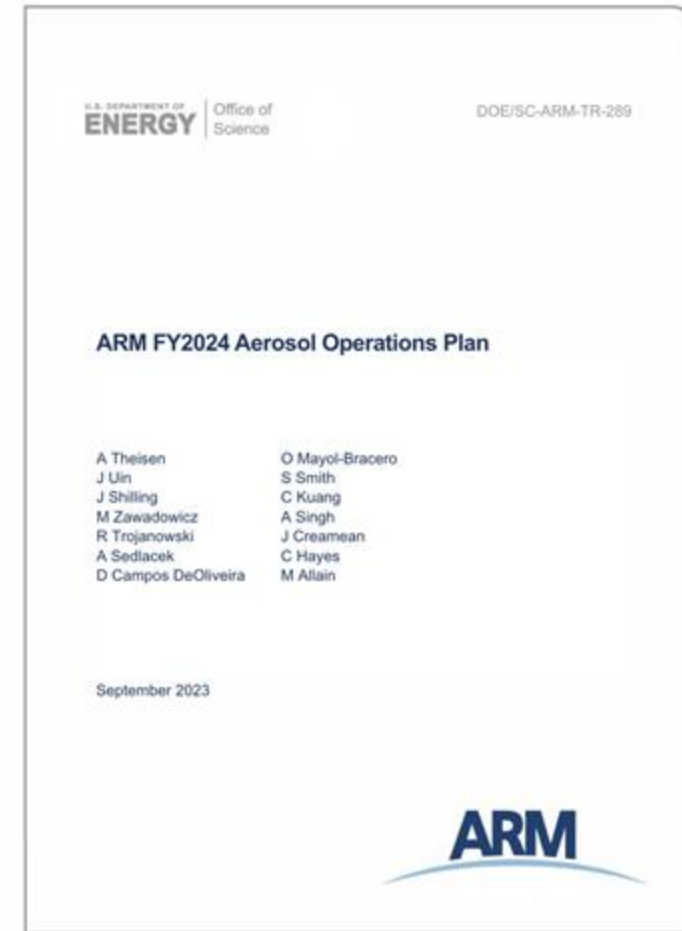 U.S. DEPARTMENT OF
ENERGY
Office of
Science
DOE/SC-ARM-TR-289
ARM FY2024 Aerosol Operations Plan
A Theisen
J Uin
J Shilling
M Zawadowicz
R Trojanowski
A Sedlacek
D Campos DeOliveira
O Mayol-Bracero
S Smith
C Kuang
A Singh
J Creamean
C Hayes
M Allain
September 2023
ARM